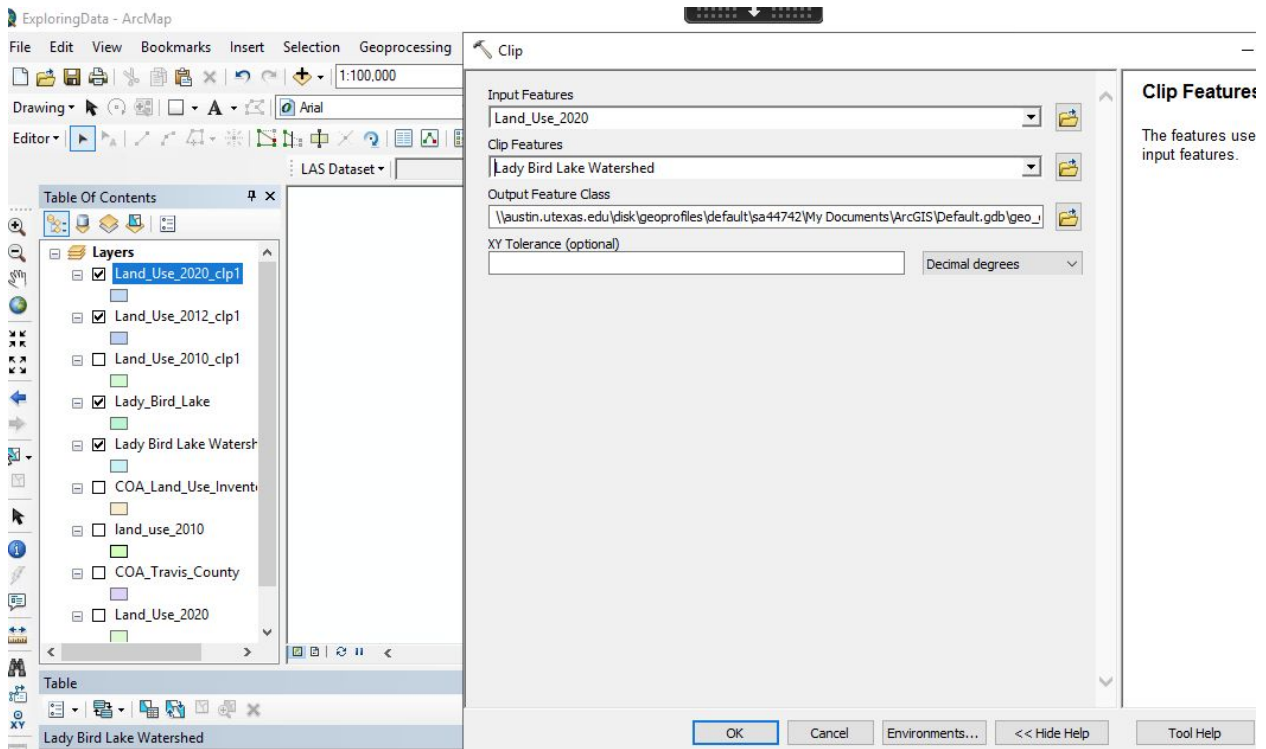 ExploringData - ArcMap
File Edit View Bookmarks Insert Selection Geoprocessing
1:100,000
Drawing A Arial
Editor
LAS Dataset
Table Of Contents
Layers
Land_Use_2020_clp1
Land_Use_2012_clp1
Land_Use_2010_clp1
Lady_Bird_Lake
Lady Bird Lake Watersh
COA_Land_Use_Invent
land_use_2010
COA_Travis_County
Land_Use_2020
Table
Lady Bird Lake Watershed
XY
Clip
Input Features
Land_Use_2020
Clip Features
Lady Bird Lake Watershed
Output Feature Class
\\austin.utexas.edu\disk\geoprofiles\default\sa44742\My Documents\ArcGIS\Default.gdb\geo_
XY Tolerance (optional)
Decimal degrees
OK Cancel Environments... << Hide Help Tool Help
Clip Features
The features use
input features.